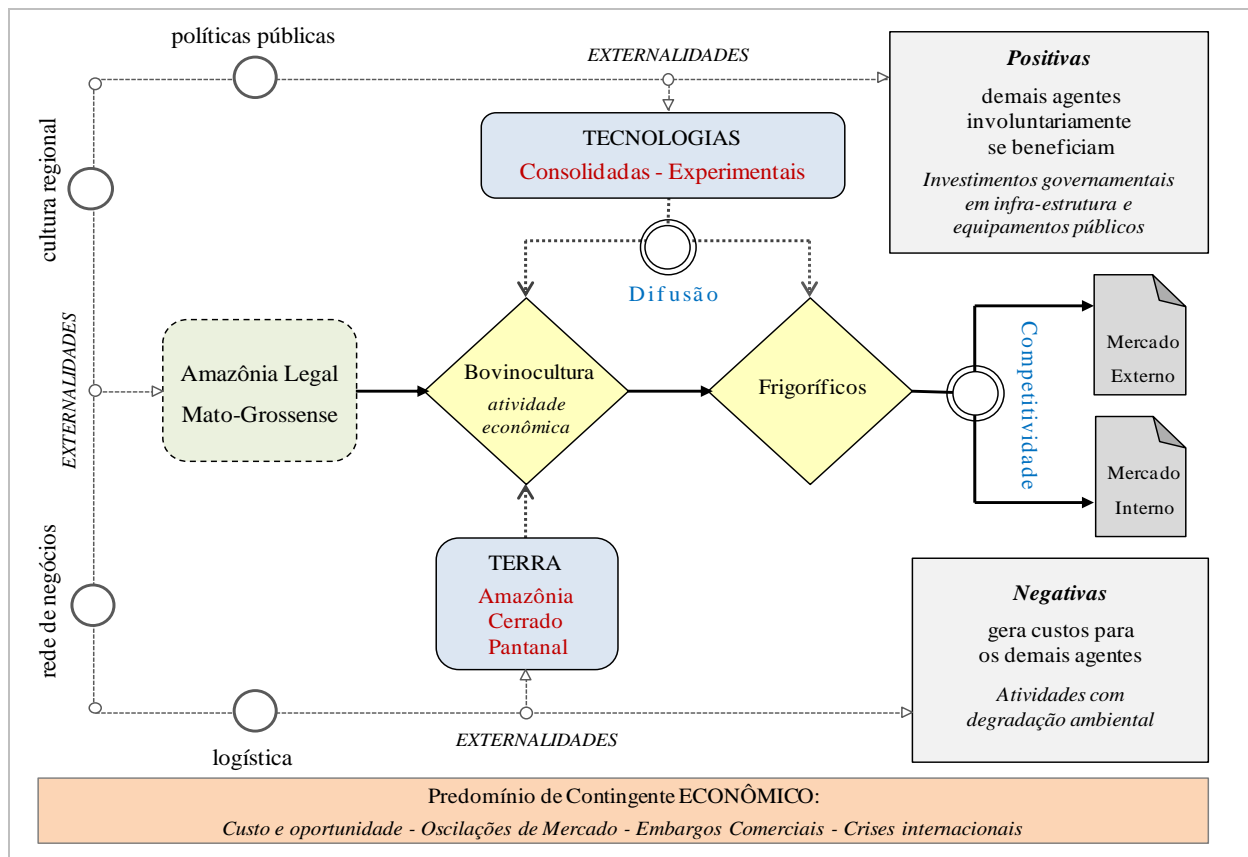 políticas públicas
EXTERNALIDADES
Positivas
demais agentes
involuntariamente
se beneficiam
Investimentos governamentais
em infra-estrutura e
equipamentos públicos
TECNOLOGIAS
Consolidadas - Experimentais
cultura regional
Difusão
EXTERNALIDADES
Amazônia Legal
Mato-Grossense
Bovinocultura
atividade
econômica
Frigoríficos
Competitividade
Mercado
Externo
Mercado
Interno
rede de negócios
TERRA
Amazônia
Cerrado
Pantanal
Negativas
gera custos para
os demais agentes
Atividades com
degradação ambiental
EXTERNALIDADES
logística
Predomínio de Contingente ECONÔMICO:
Custo e oportunidade - Oscilações de Mercado - Embargos Comerciais - Crises internacionais